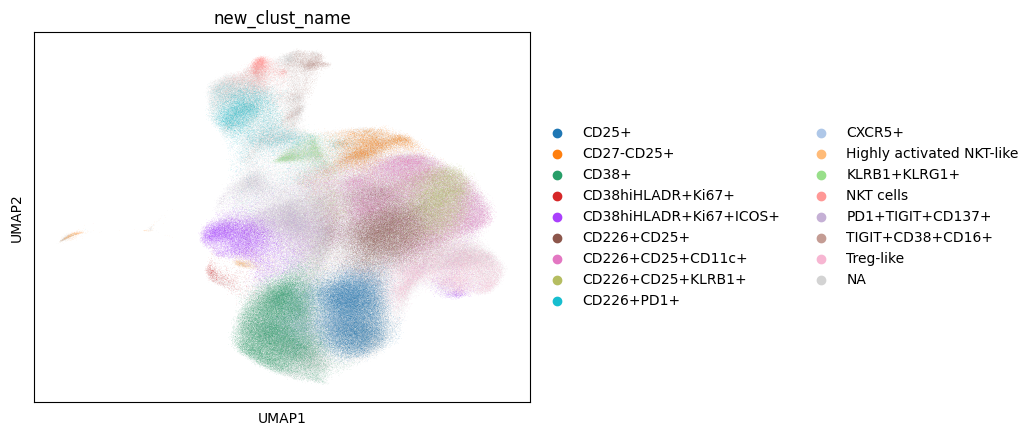 new_clust_name
UMAP2
UMAP1
CD25+
CD27-CD25+
CD38+
CD38hiHLADR+Ki67+
CD38hiHLADR+Ki67+ICOS+
CD226+CD25+
CD226+CD25+CD11c+
CD226+CD25+KLRB1+
CD226+PD1+
CXCR5+
Highly activated NKT-like
KLRB1+KLRG1+
NKT cells
PD1+TIGIT+CD137+
TIGIT+CD38+CD16+
Treg-like
NA